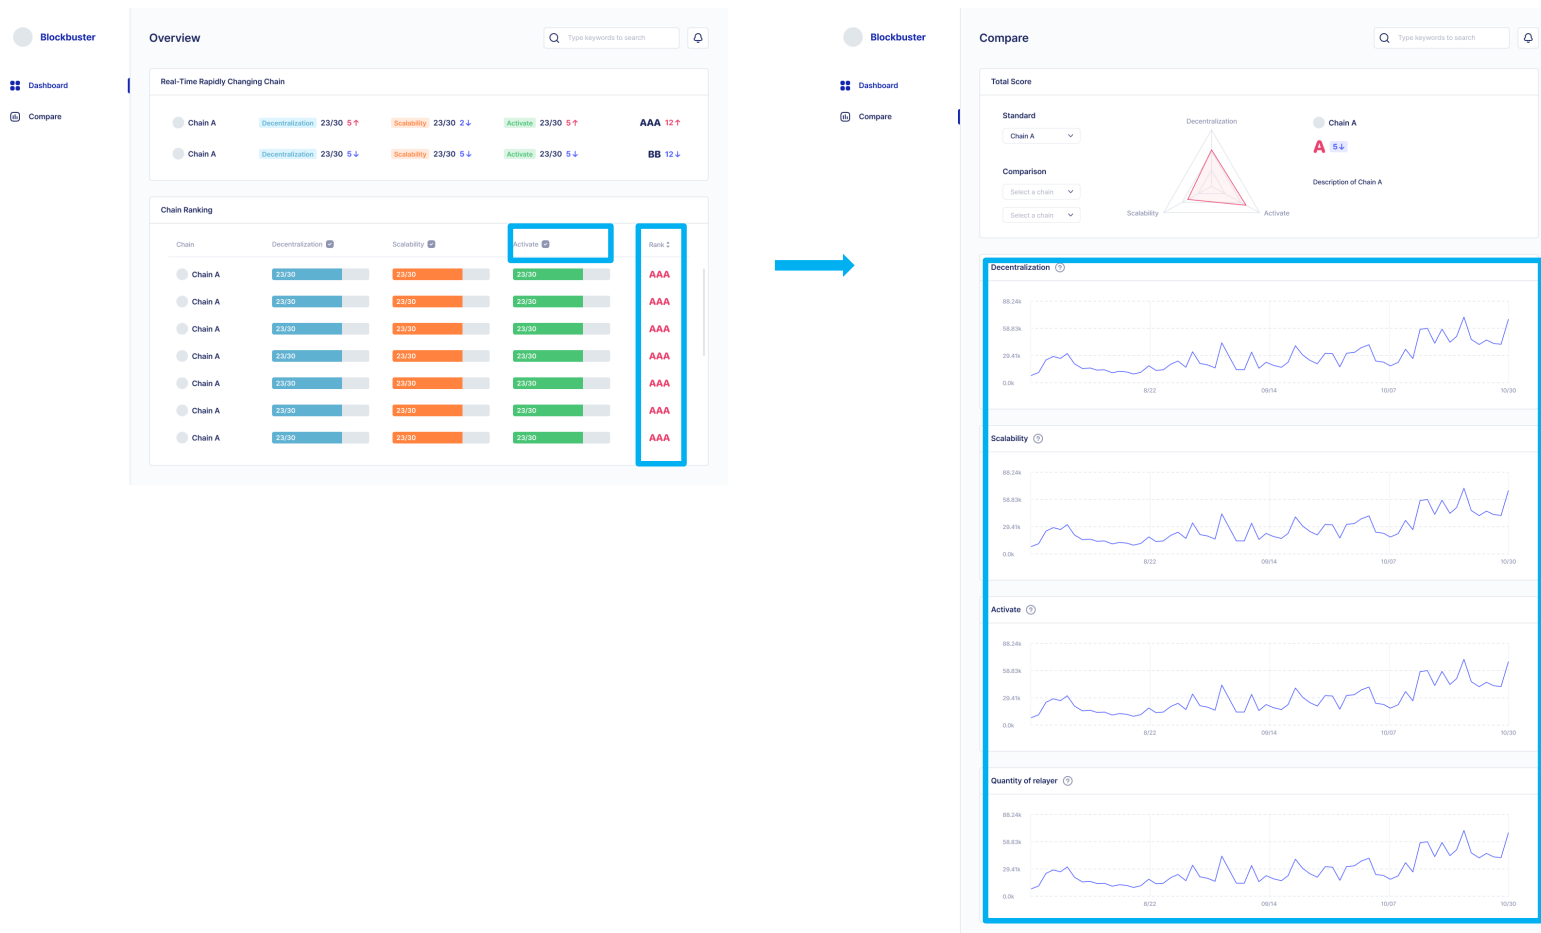 Blockbuster
Dashboard
Compare
Overview
Type keywords to search
Real-Time Rapidly Changing Chain
Chain A Decentralization 23/30 5↑ Scalability 23/30 2↓ Activate 23/30 5↑ AAA 12↑
Chain A Decentralization 23/30 5↓ Scalability 23/30 5↓ Activate 23/30 5↓ BB 12↓
Chain Ranking
Chain Decentralization Scalability Activate Rank
Chain A 23/30 23/30 23/30 AAA
Chain A 23/30 23/30 23/30 AAA
Chain A 23/30 23/30 23/30 AAA
Chain A 23/30 23/30 23/30 AAA
Chain A 23/30 23/30 23/30 AAA
Chain A 23/30 23/30 23/30 AAA
Chain A 23/30 23/30 23/30 AAA
Blockbuster
Dashboard
Compare
Compare
Type keywords to search
Total Score
Standard
Chain A
Comparison
Select a chain
Select a chain
Decentralization
Scalability
Activate
Chain A
A 5↓
Description of Chain A
Decentralization ?
88.24k
58.83k
29.41k
0.0k
8/22 09/14 10/07 10/30
Scalability ?
88.24k
58.83k
29.41k
0.0k
8/22 09/14 10/07 10/30
Activate ?
88.24k
58.83k
29.41k
0.0k
8/22 09/14 10/07 10/30
Quantity of relayer ?
88.24k
58.83k
29.41k
0.0k
8/22 09/14 10/07 10/30